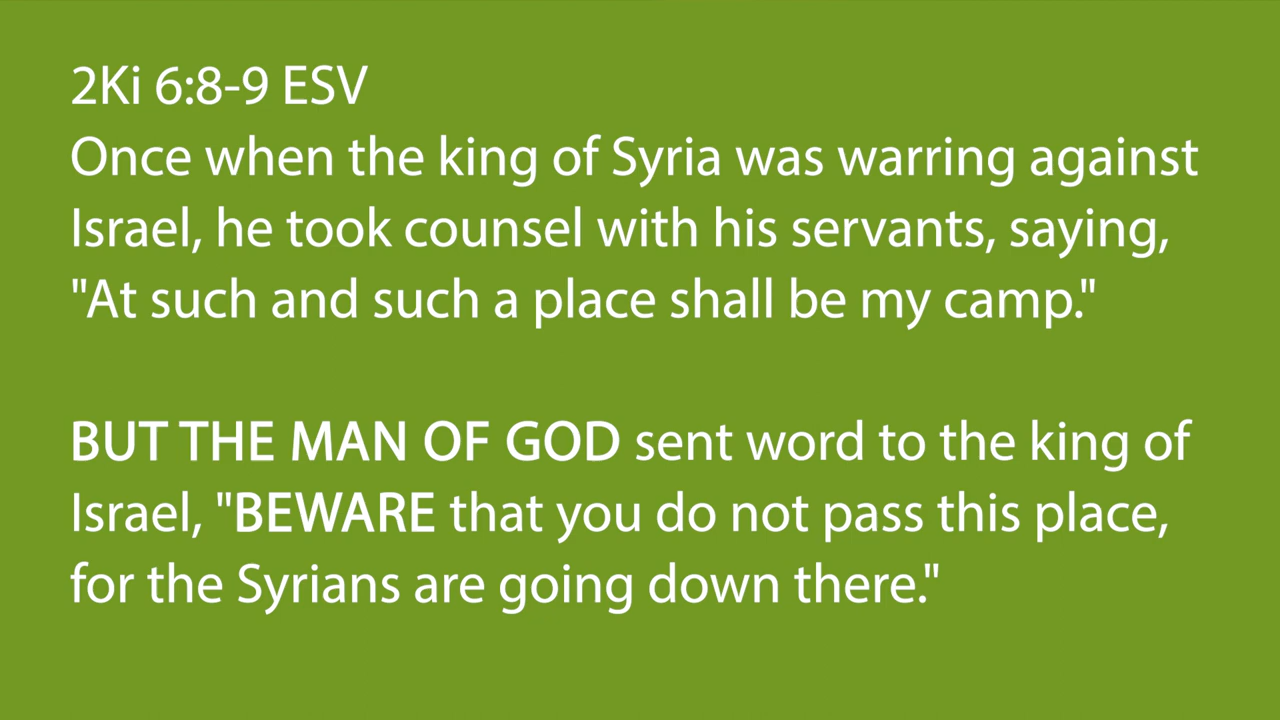 2Ki 6:8-9 ESV
Once when the king of Syria was warring against
Israel, he took counsel with his servants, saying,
"At such and such a place shall be my camp."
BUT THE MAN OF GOD sent word to the king of
Israel, "BEWARE that you do not pass this place,
for the Syrians are going down there."